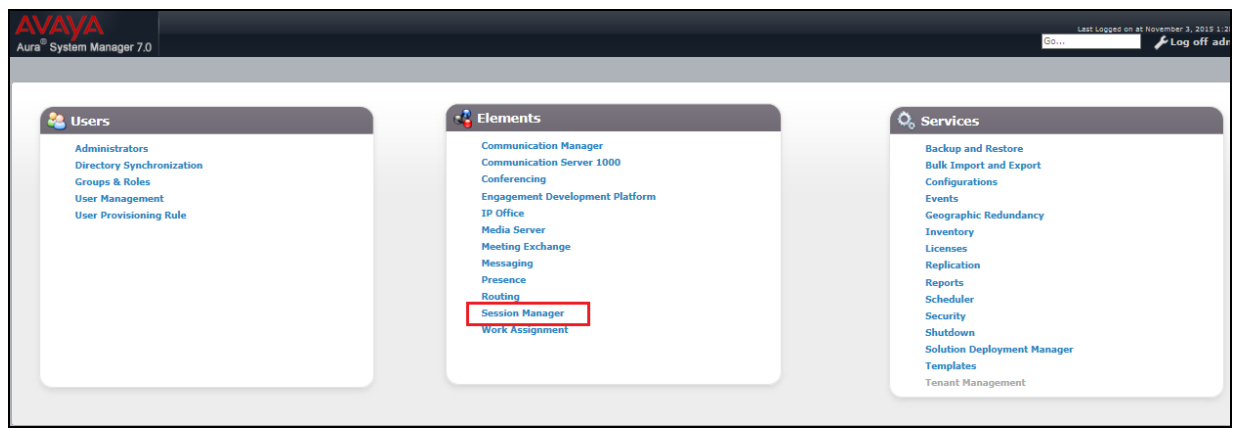 AVAYA
Aura® System Manager 7.0
Last Logged on at November 3, 2015 1:2
Go...
Log off adm
Users
Administrators
Directory Synchronization
Groups & Roles
User Management
User Provisioning Rule
Elements
Communication Manager
Communication Server 1000
Conferencing
Engagement Development Platform
IP Office
Media Server
Meeting Exchange
Messaging
Presence
Routing
Session Manager
Work Assignment
Services
Backup and Restore
Bulk Import and Export
Configurations
Events
Geographic Redundancy
Inventory
Licenses
Replication
Reports
Scheduler
Security
Shutdown
Solution Deployment Manager
Templates
Tenant Management